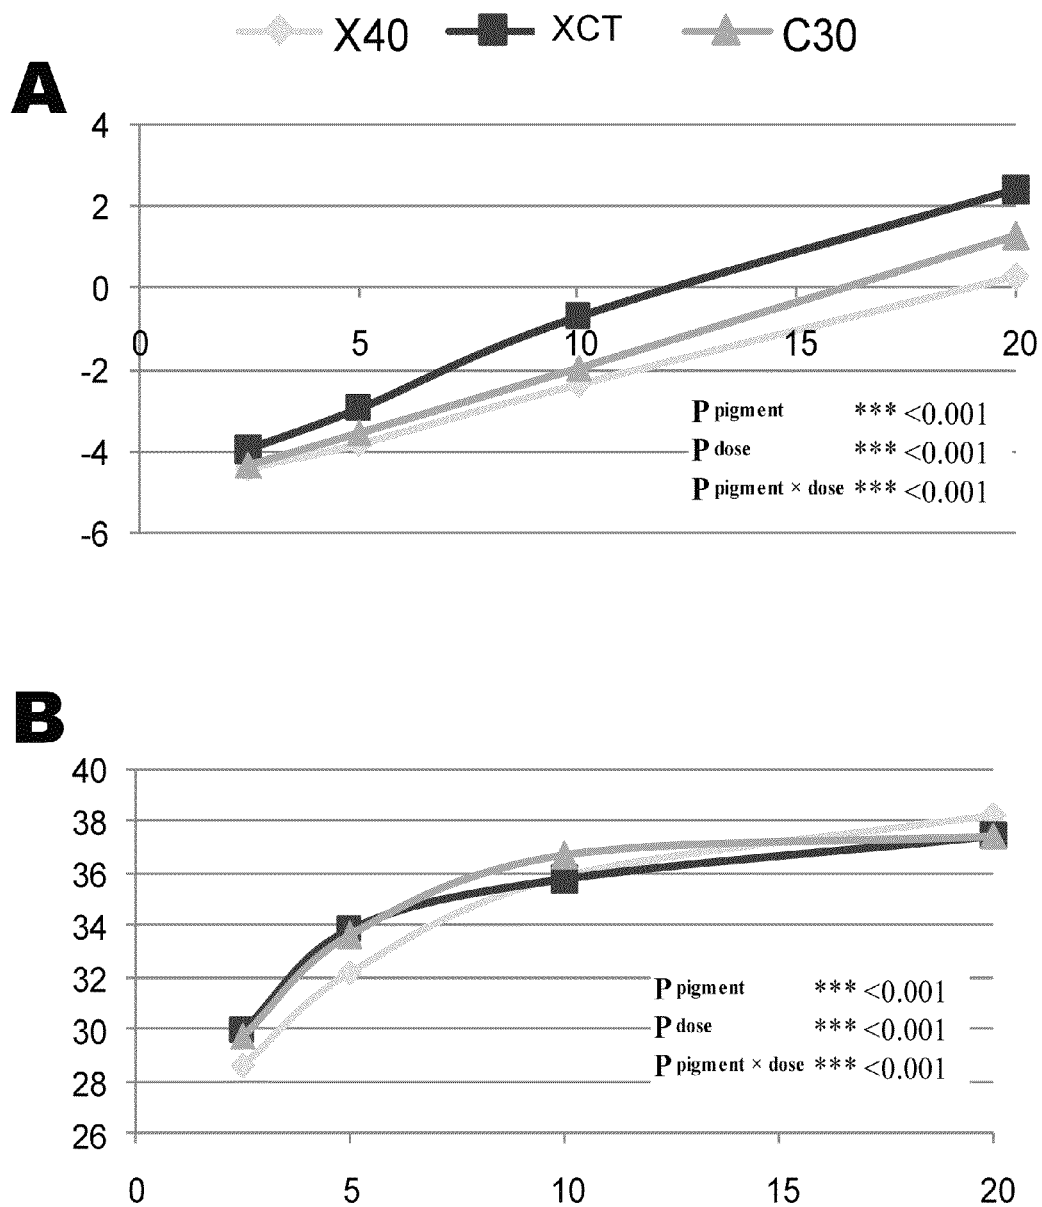 X40 XCT C30
A
4
2
0
0 5 10 15 20
-2
P pigment *** <0.001
-4
P dose *** <0.001
P pigment × dose *** <0.001
-6
B
40
38
36
34
32
P pigment *** <0.001
30
P dose *** <0.001
P pigment × dose *** <0.001
28
26
0 5 10 15 20